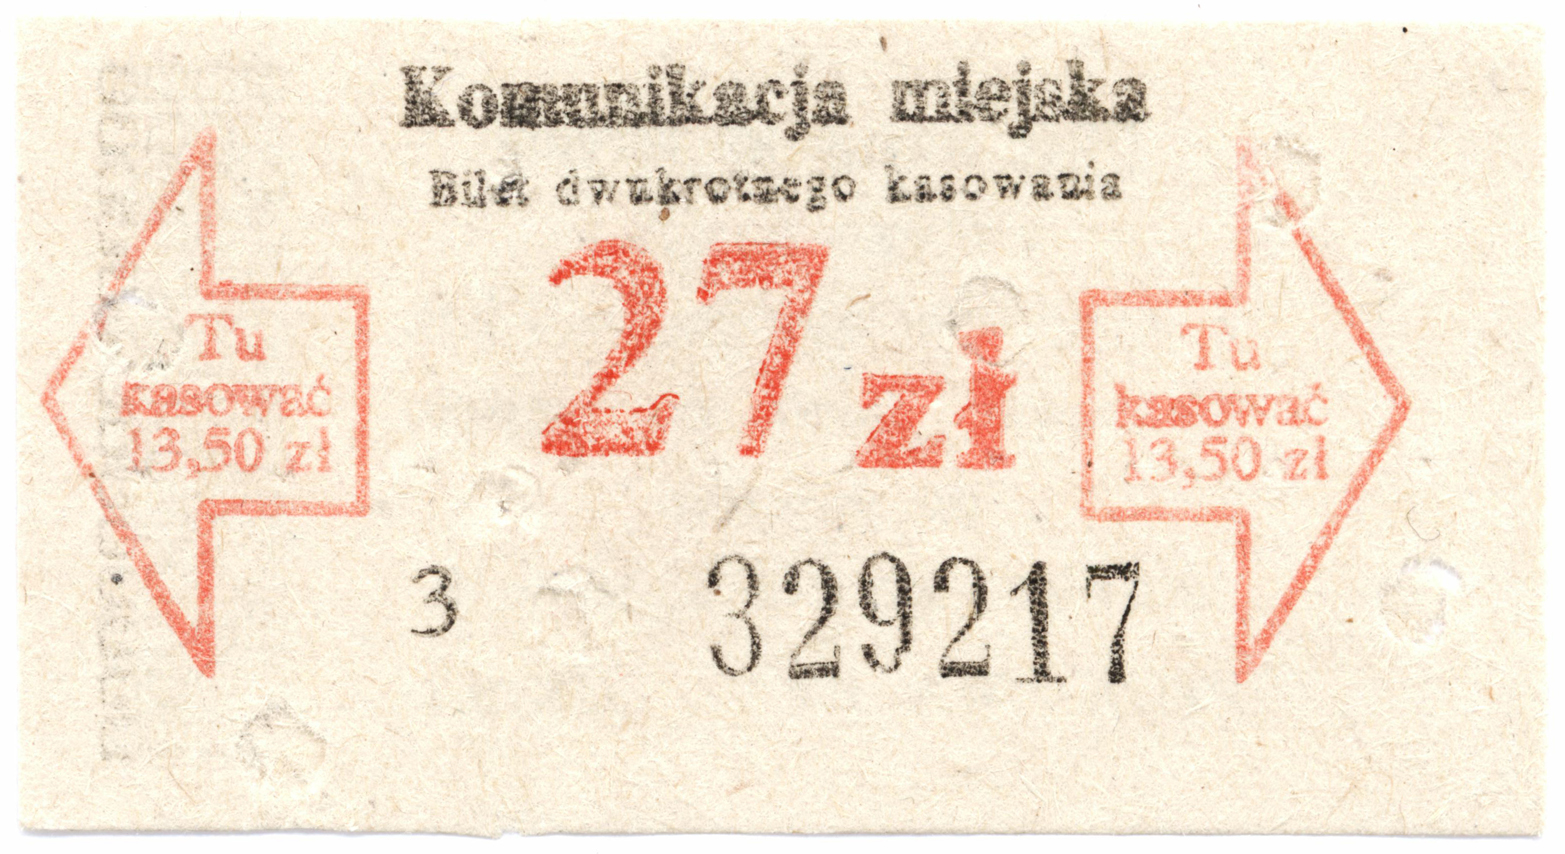 Komunikacja miejska
Bilet dwukrotnego kasowania
27 zł
Tu
kasować
13,50 zł
Tu
kasować
13,50 zł
3 329217